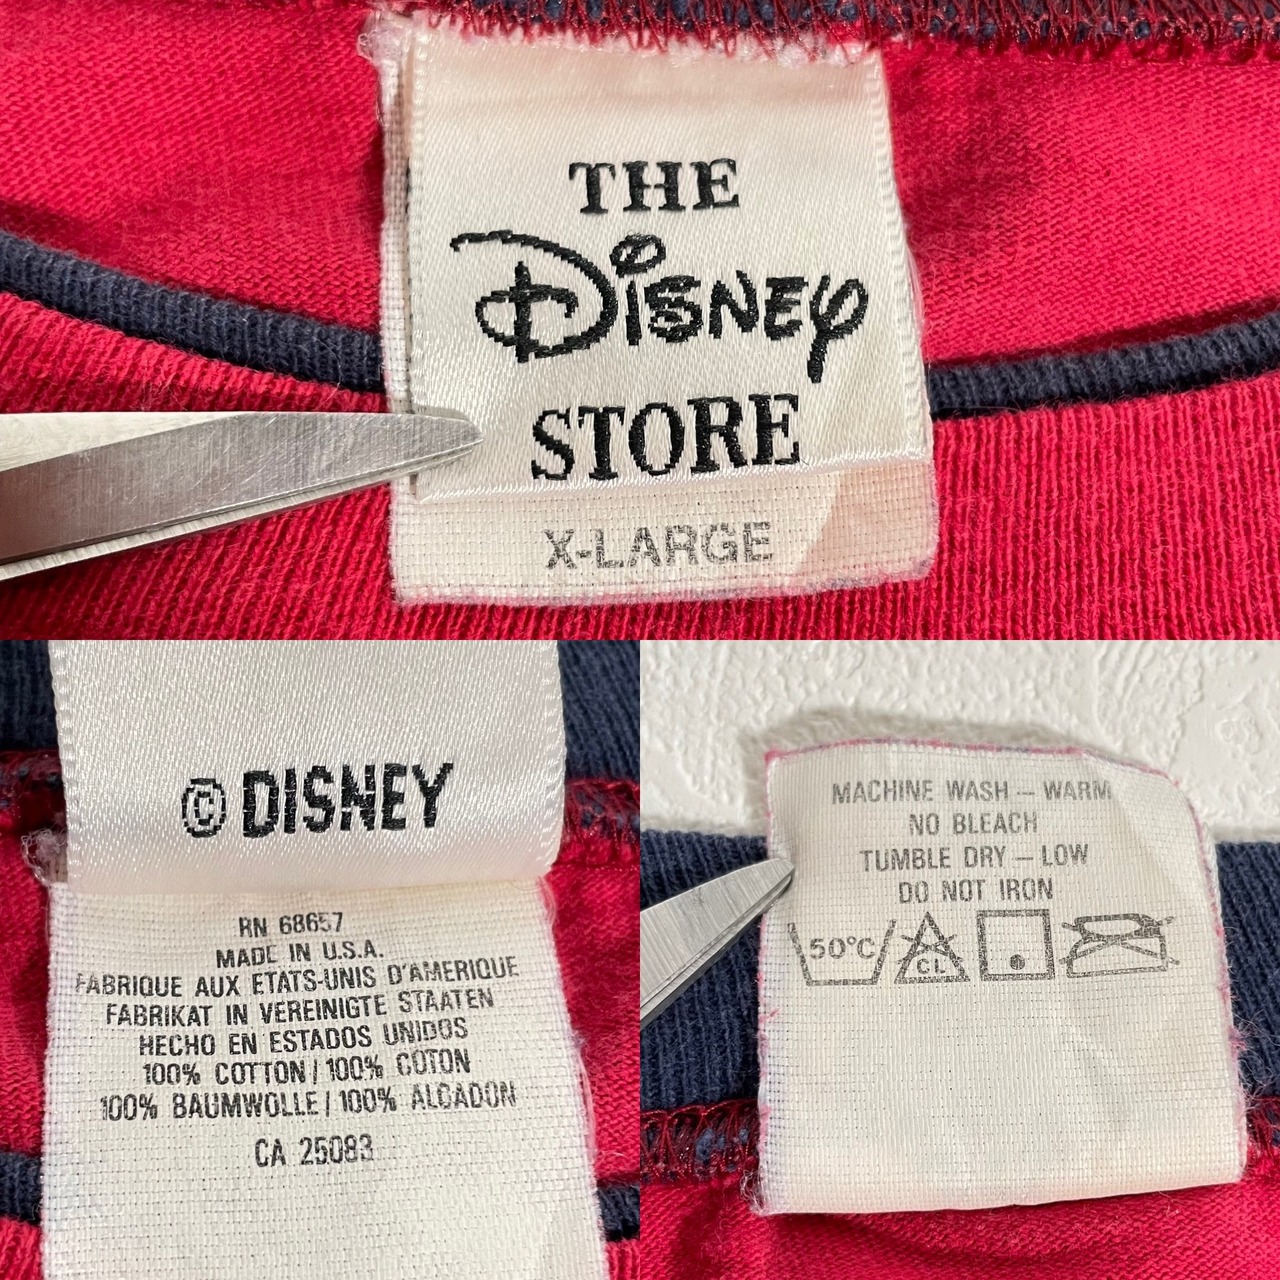 THE
Disney
STORE
X-LARGE
© DISNEY
RN 68657
MADE IN U.S.A.
FABRIQUE AUX ETATS-UNIS D'AMERIQUE
FABRIKAT IN VEREINIGTE STAATEN
HECHO EN ESTADOS UNIDOS
100% COTTON / 100% COTON
100% BAUMWOLLE / 100% ALCADON
CA 25083
MACHINE WASH – WARM
NO BLEACH
TUMBLE DRY – LOW
DO NOT IRON
50°C CL